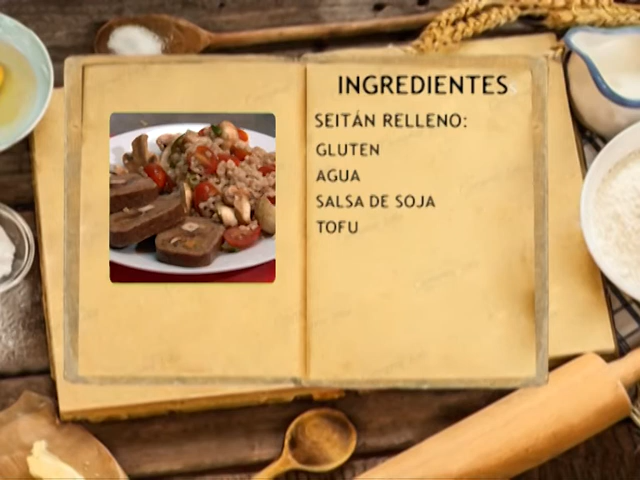 INGREDIENTES
SEITÁN RELLENO:
GLUTEN
AGUA
SALSA DE SOJA
TOFU